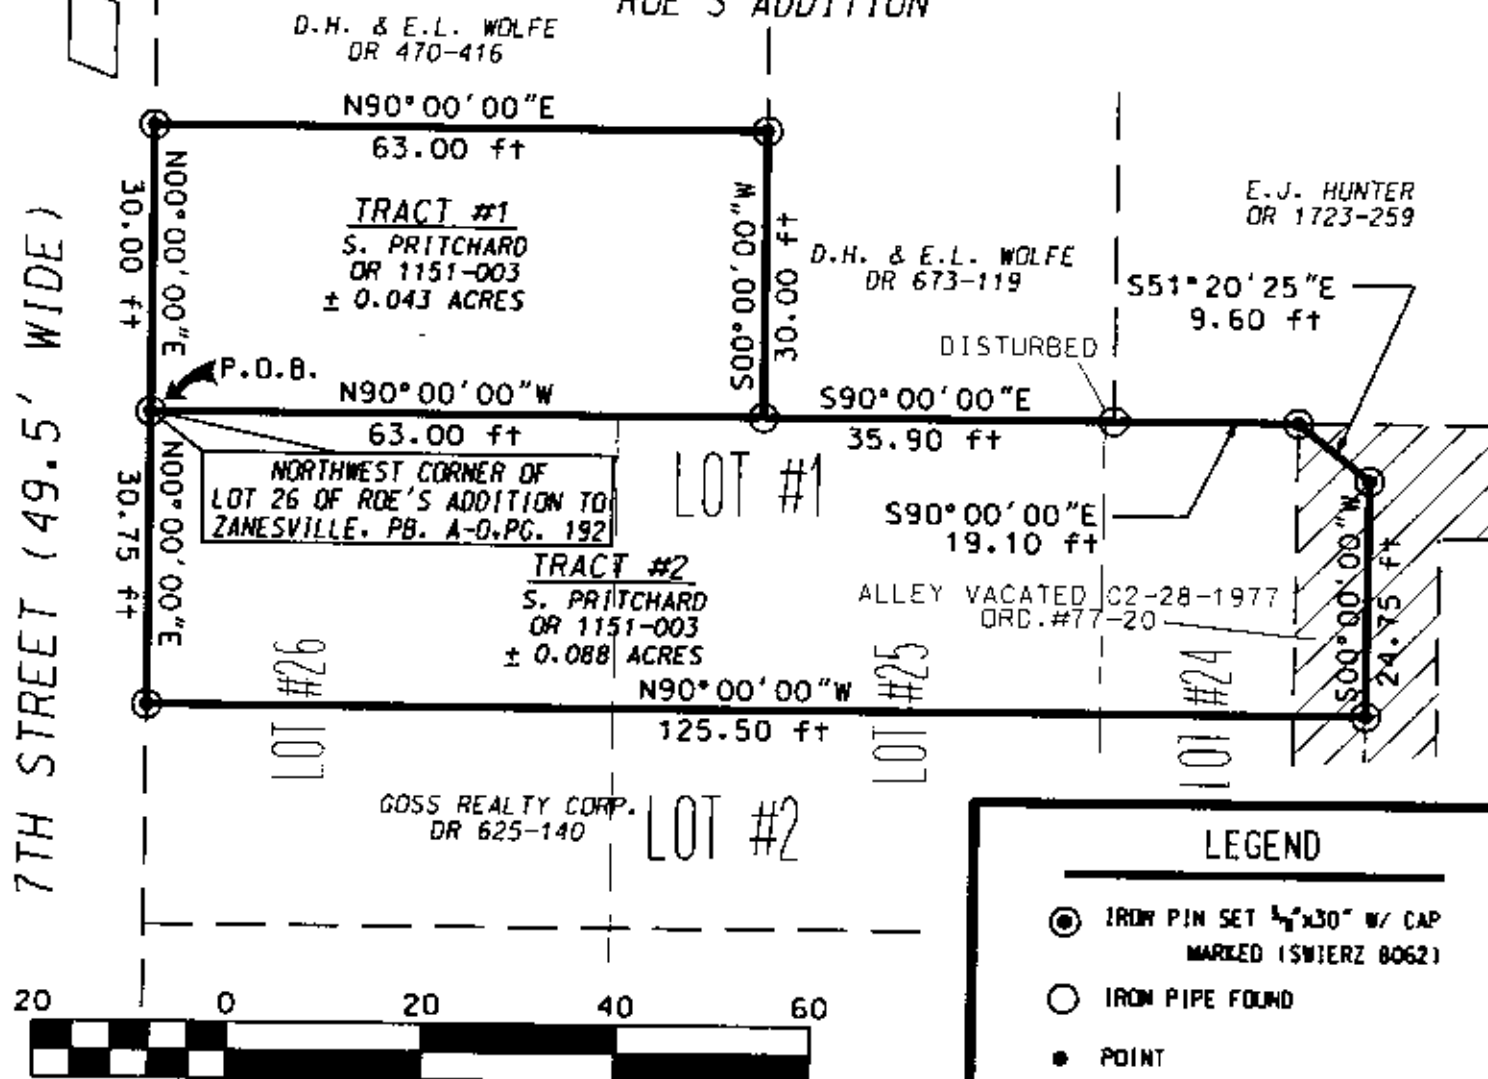 ROE'S ADDITION
D.H. & E.L. WOLFE
OR 470-416
N90°00'00"E
63.00 ft
N00°00'00"E
30.00 ft
TRACT #1
S. PRITCHARD
OR 1151-003
± 0.043 ACRES
S00°00'00"W
30.00 ft
D.H. & E.L. WOLFE
DR 673-119
E.J. HUNTER
OR 1723-259
S51°20'25"E
9.60 ft
DISTURBED
P.O.B.
N90°00'00"W
63.00 ft
S90°00'00"E
35.90 ft
7TH STREET (49.5' WIDE)
N00°00'00"E
30.75 ft
NORTHWEST CORNER OF
LOT 26 OF ROE'S ADDITION TO
ZANESVILLE. PB. A-O.PG. 192
LOT #1
S90°00'00"E
19.10 ft
TRACT #2
S. PRITCHARD
OR 1151-003
± 0.088 ACRES
ALLEY VACATED 02-28-1977
ORD.#77-20
S00°00'00"W
24.75 ft
LOT #26
LOT #25
LOT #24
N90°00'00"W
125.50 ft
GOSS REALTY CORP.
DR 625-140
LOT #2
LEGEND
IRON PIN SET x30" W/ CAP
MARKED (SWIERZ 8062)
IRON PIPE FOUND
POINT
20 0 20 40 60